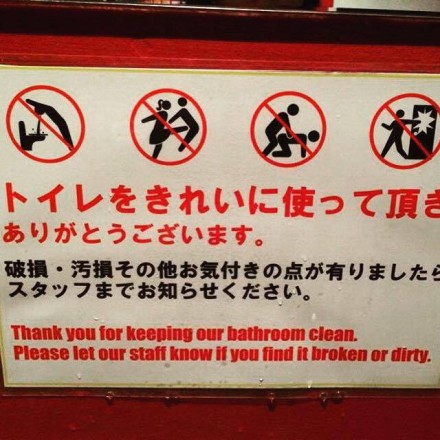 トイレをきれいに使って頂き
ありがとうございます。
破損・汚損その他お気付きの点が有りましたら
スタッフまでお知らせください。
Thank you for keeping our bathroom clean.
Please let our staff know if you find it broken or dirty.